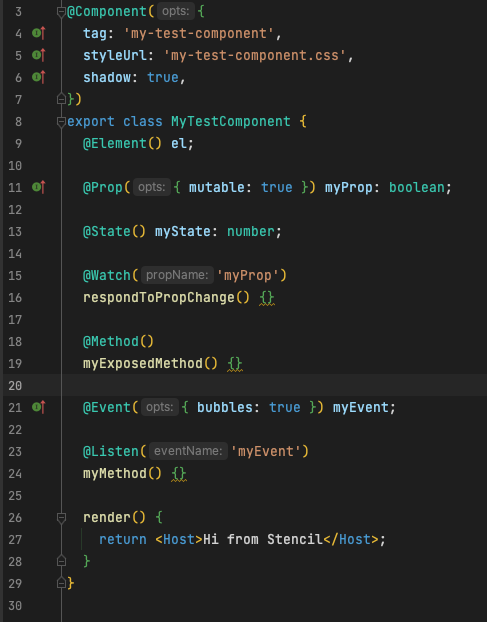 3 @Component( opts: {
4 tag: 'my-test-component',
5 styleUrl: 'my-test-component.css',
6 shadow: true,
7 })
8 export class MyTestComponent {
9 @Element() el;
10
11 @Prop( opts: { mutable: true }) myProp: boolean;
12
13 @State() myState: number;
14
15 @Watch( propName: 'myProp')
16 respondToPropChange() {}
17
18 @Method()
19 myExposedMethod() {}
20
21 @Event( opts: { bubbles: true }) myEvent;
22
23 @Listen( eventName: 'myEvent')
24 myMethod() {}
25
26 render() {
27 return <Host>Hi from Stencil</Host>;
28 }
29 }
30